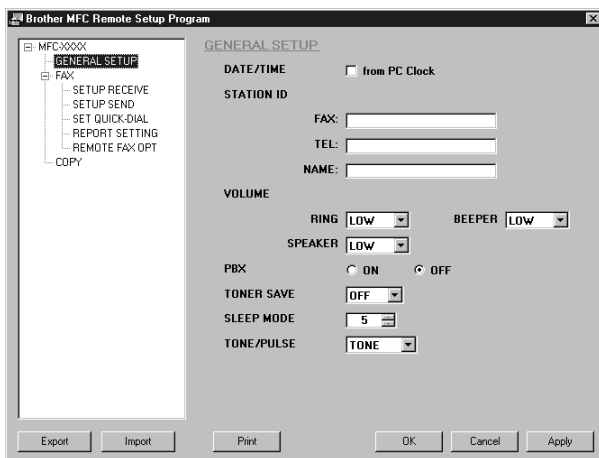 Brother MFC Remote Setup Program
MFC-XXXX
GENERAL SETUP
FAX
SETUP RECEIVE
SETUP SEND
SET QUICK-DIAL
REPORT SETTING
REMOTE FAX OPT
COPY
GENERAL SETUP
DATE/TIME from PC Clock
STATION ID
FAX:
TEL:
NAME:
VOLUME
RING LOW BEEPER LOW
SPEAKER LOW
PBX ON OFF
TONER SAVE OFF
SLEEP MODE 5
TONE/PULSE TONE
Export Import Print OK Cancel Apply